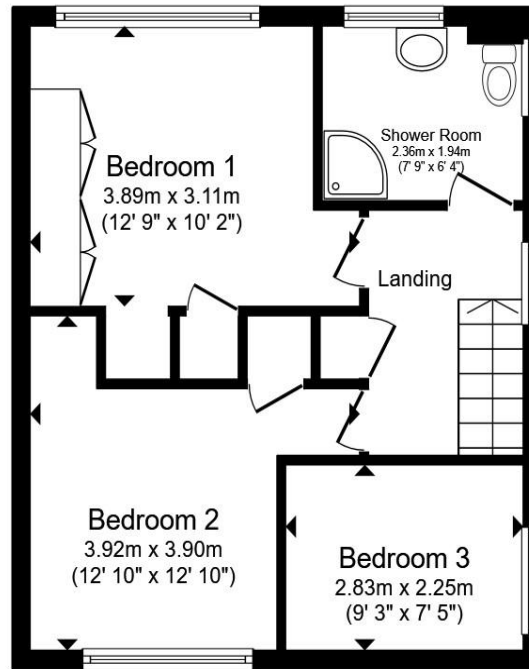 Bedroom 1
3.89m x 3.11m
(12' 9" x 10' 2")
Shower Room
2.36m x 1.94m
(7' 9" x 6' 4")
Landing
Bedroom 2
3.92m x 3.90m
(12' 10" x 12' 10")
Bedroom 3
2.83m x 2.25m
(9' 3" x 7' 5")